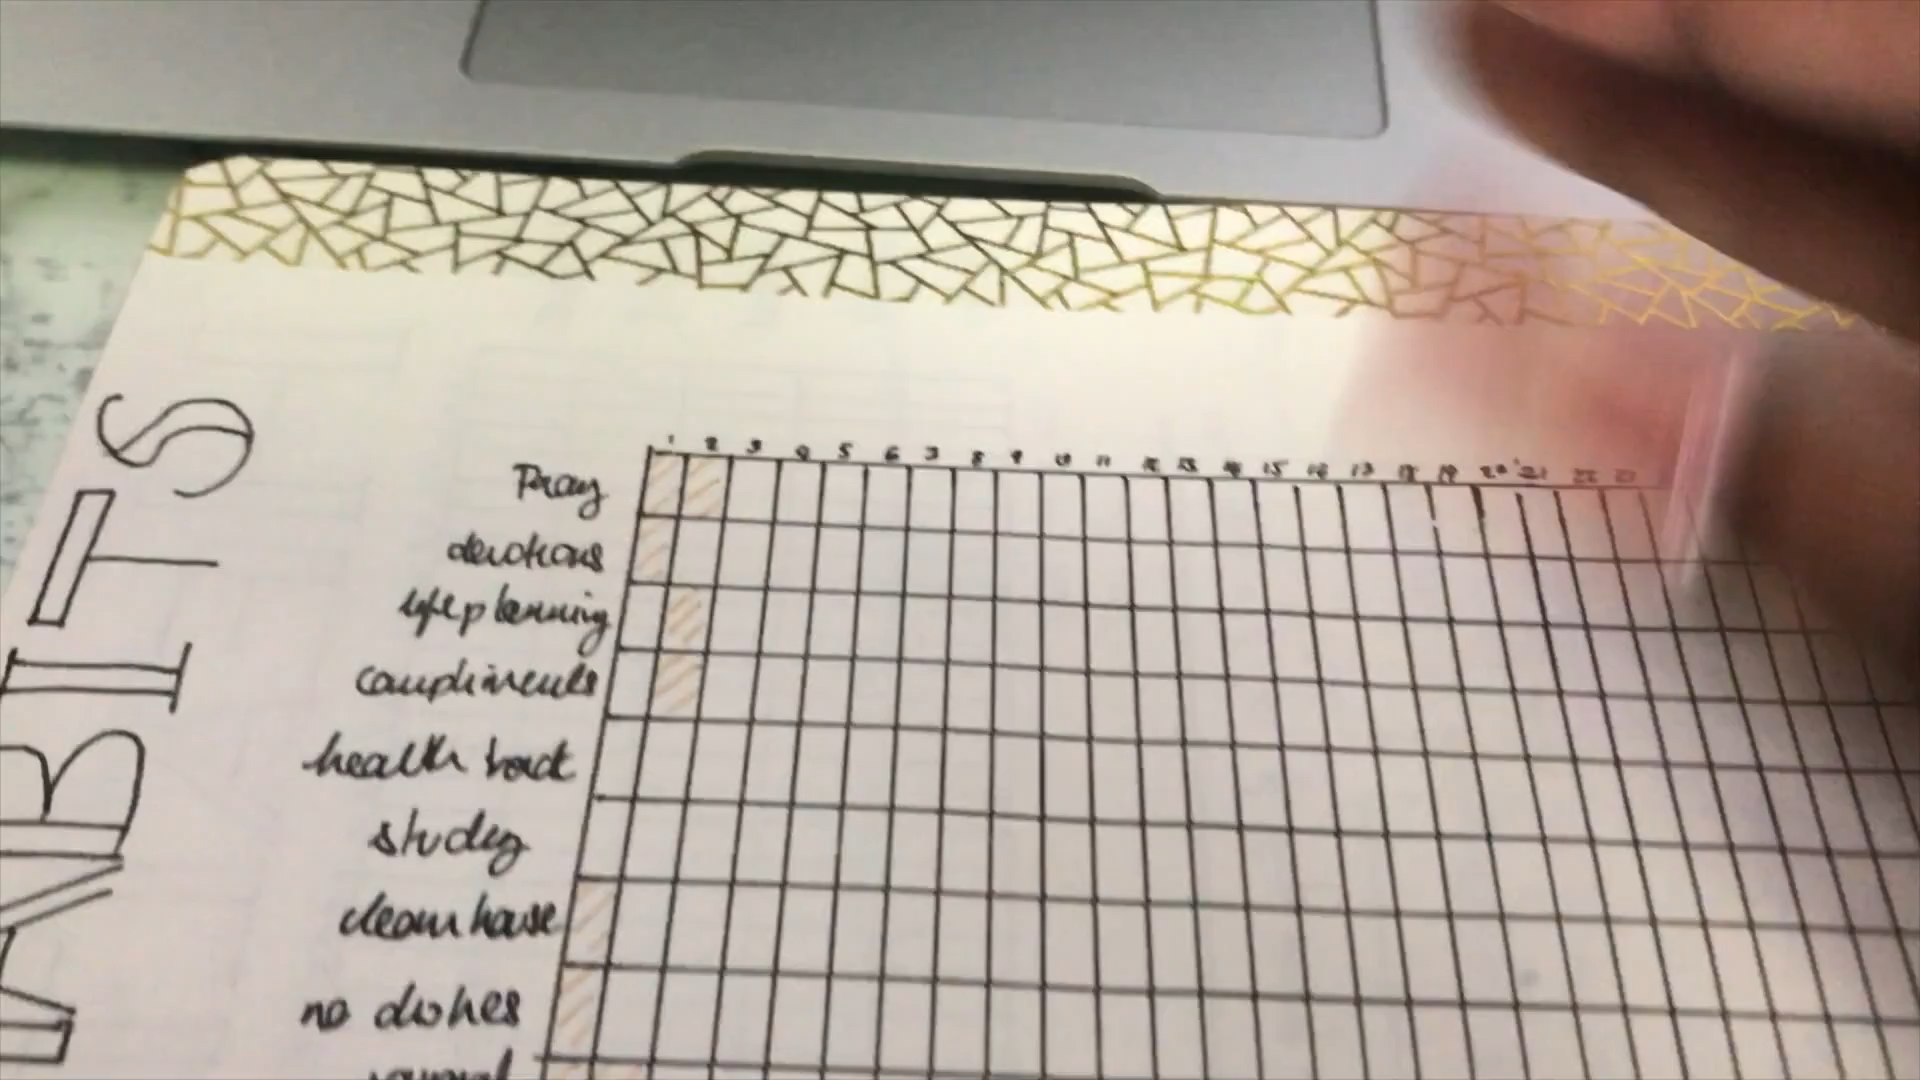 HABITS
1 2 3 4 5 6 7 8 9 10 11 12 13 14 15 16 17 18 19 20 21 22 23
Pray
devotions
life planning
compliments
health track
study
clean house
no dishes